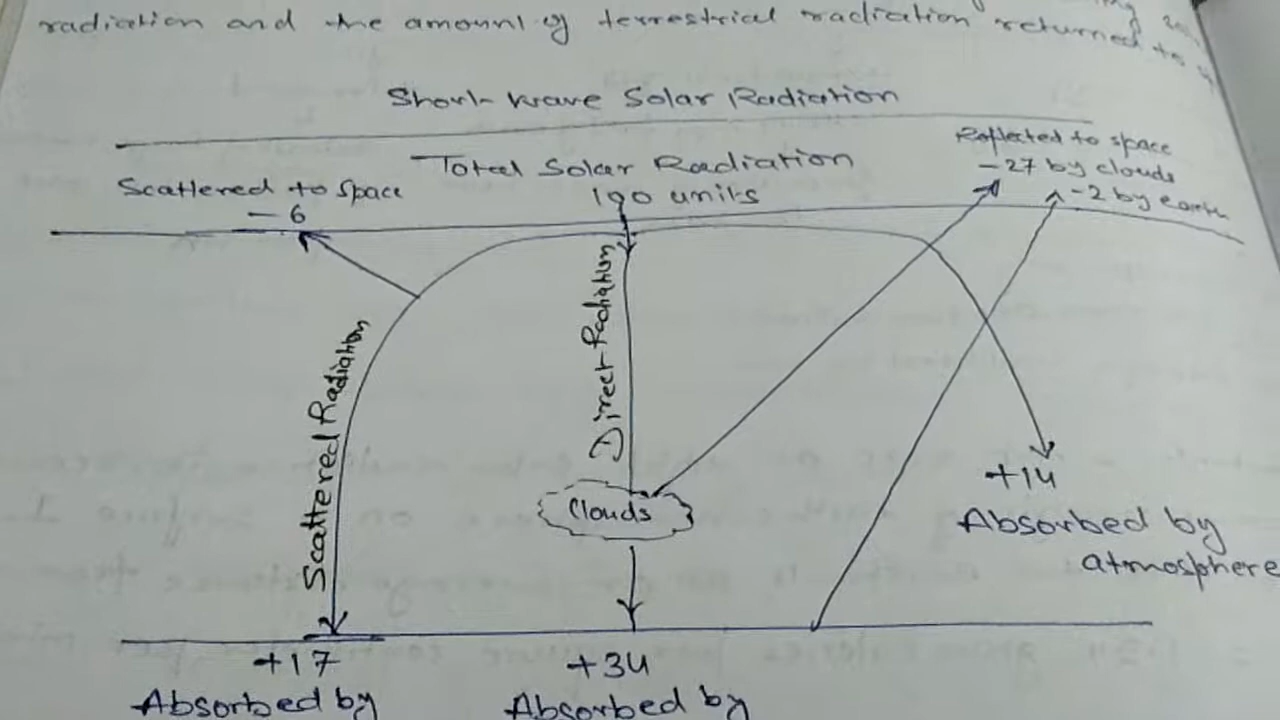 radiation and the amount of terrestrial radiation returned to
Short wave Solar Radiation
Total Solar Radiation
100 units
Scattered to Space
-6
Reflected to space
-27 by clouds
-2 by earth
Scattered Radiation
Direct Radiation
Clouds
+14
Absorbed by
atmosphere
+17
Absorbed by
+34
Absorbed by